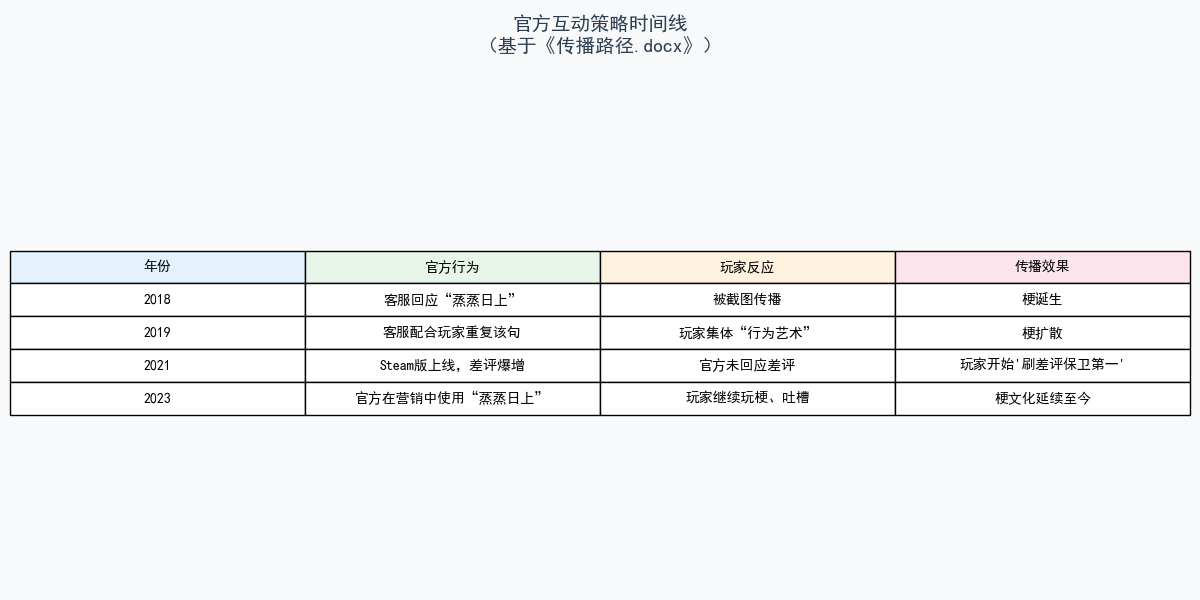 官方互动策略时间线
（基于《传播路径.docx》）
年份 官方行为 玩家反应 传播效果
2018 客服回应“蒸蒸日上” 被截图传播 梗诞生
2019 客服配合玩家重复该句 玩家集体“行为艺术” 梗扩散
2021 Steam版上线，差评爆增 官方未回应差评 玩家开始'刷差评保卫第一'
2023 官方在营销中使用“蒸蒸日上” 玩家继续玩梗、吐槽 梗文化延续至今